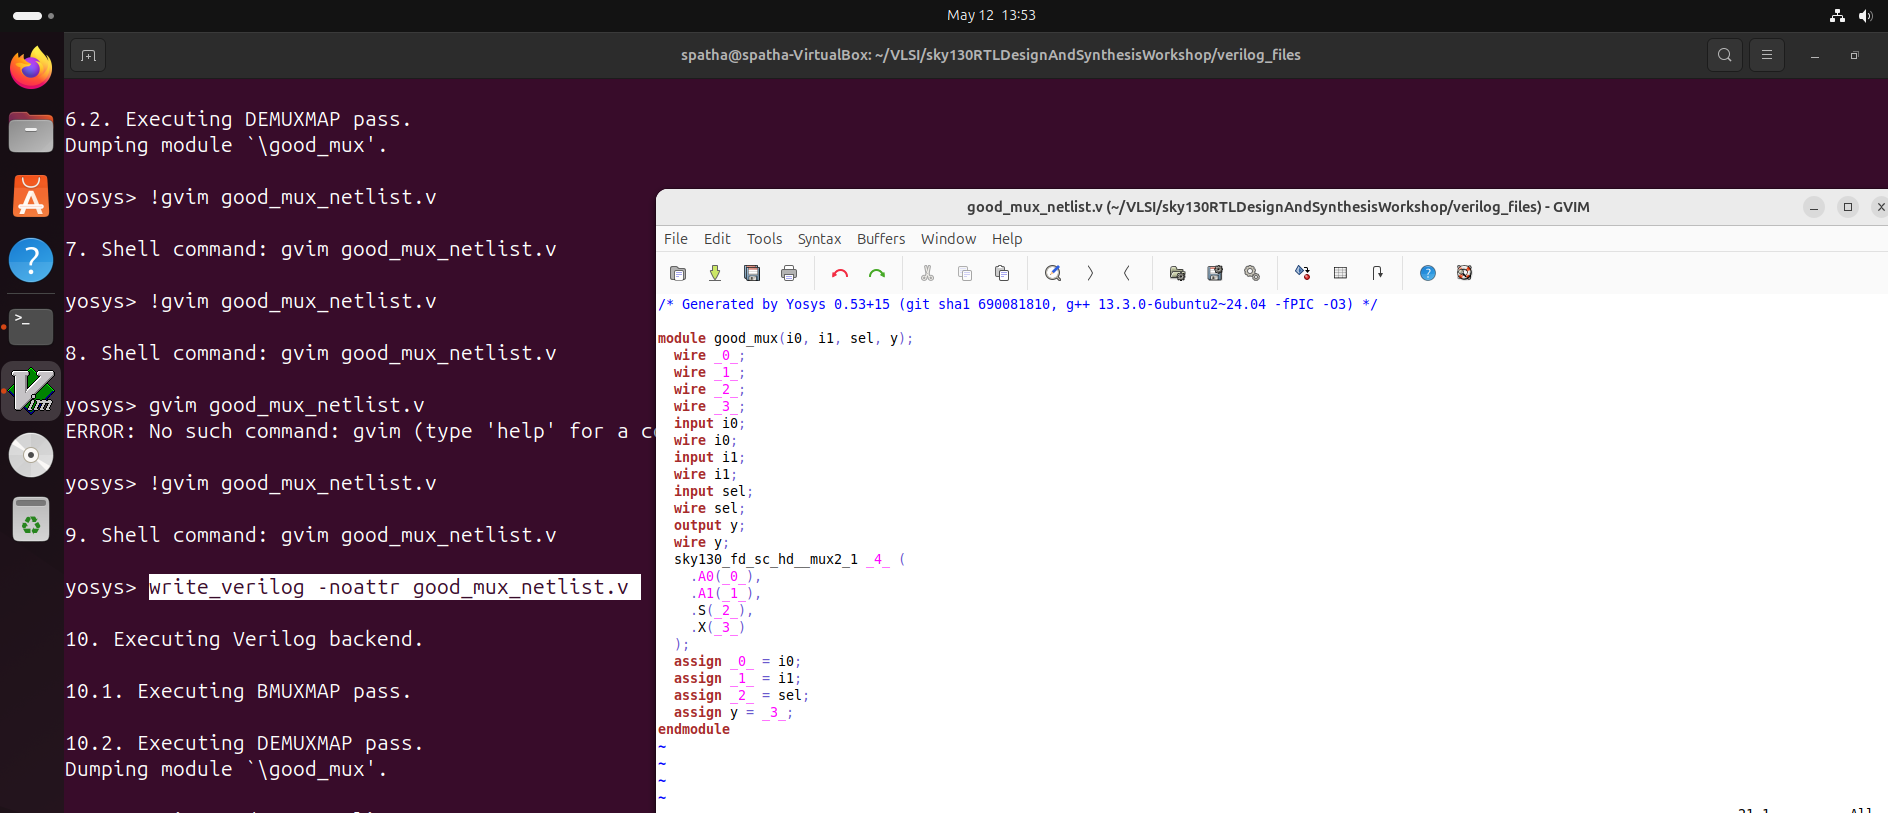 May 12 13:53
spatha@spatha-VirtualBox: ~/VLSI/sky130RTLDesignAndSynthesisWorkshop/verilog_files
6.2. Executing DEMUXMAP pass.
Dumping module `\good_mux'.
yosys> !gvim good_mux_netlist.v
7. Shell command: gvim good_mux_netlist.v
yosys> !gvim good_mux_netlist.v
8. Shell command: gvim good_mux_netlist.v
yosys> gvim good_mux_netlist.v
ERROR: No such command: gvim (type 'help' for a
yosys> !gvim good_mux_netlist.v
9. Shell command: gvim good_mux_netlist.v
yosys> write_verilog -noattr good_mux_netlist.v
10. Executing Verilog backend.
10.1. Executing BMUXMAP pass.
10.2. Executing DEMUXMAP pass.
Dumping module `\good_mux'.
good_mux_netlist.v (~/VLSI/sky130RTLDesignAndSynthesisWorkshop/verilog_files) - GVIM
File Edit Tools Syntax Buffers Window Help
/* Generated by Yosys 0.53+15 (git sha1 690081810, g++ 13.3.0-6ubuntu2~24.04 -fPIC -O3) */
module good_mux(i0, i1, sel, y);
wire _0_;
wire _1_;
wire _2_;
wire _3_;
input i0;
wire i0;
input i1;
wire i1;
input sel;
wire sel;
output y;
wire y;
sky130_fd_sc_hd__mux2_1 _4_ (
.A0(_0_),
.A1(_1_),
.S(_2_),
.X(_3_)
);
assign _0_ = i0;
assign _1_ = i1;
assign _2_ = sel;
assign y = _3_;
endmodule
~
~
~
~